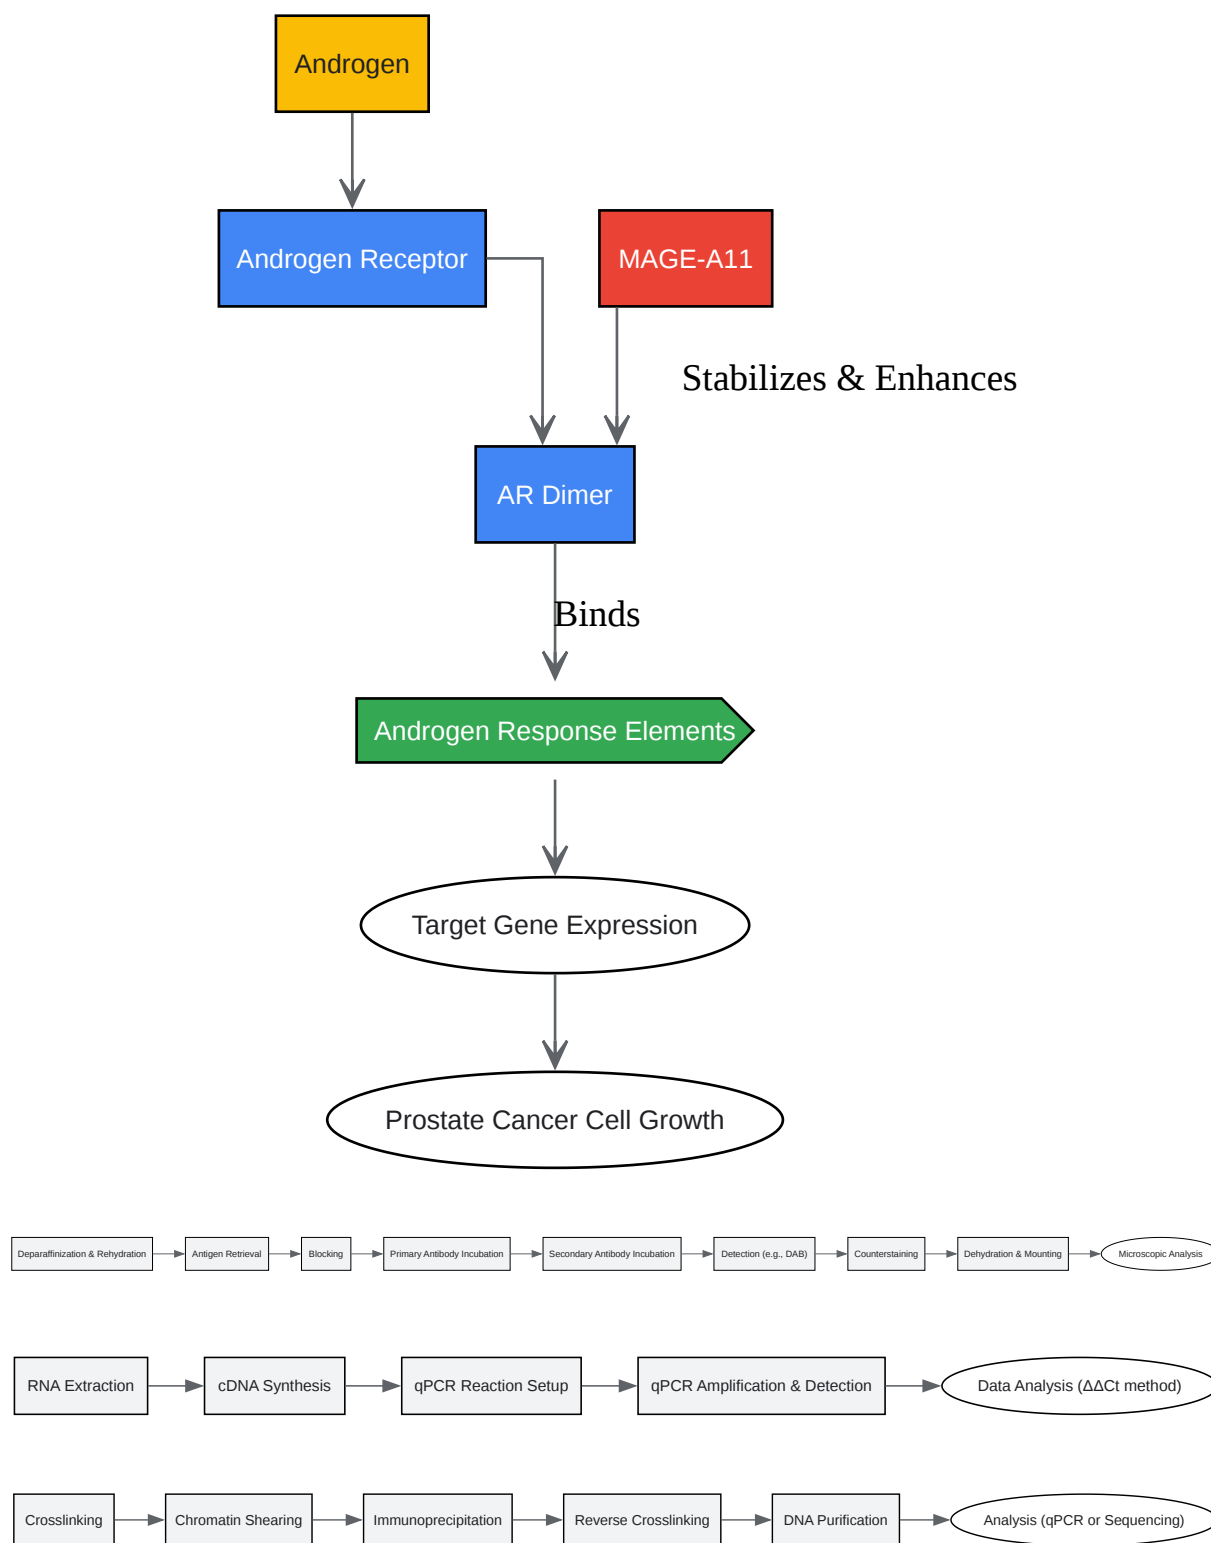 Androgen
Androgen Receptor
MAGE-A11
Stabilizes & Enhances
AR Dimer
Binds
Androgen Response Elements
Target Gene Expression
Prostate Cancer Cell Growth
Deparaffinization & Rehydration
Antigen Retrieval
Blocking
Primary Antibody Incubation
Secondary Antibody Incubation
Detection (e.g., DAB)
Counterstaining
Dehydration & Mounting
Microscopic Analysis
RNA Extraction
cDNA Synthesis
qPCR Reaction Setup
qPCR Amplification & Detection
Data Analysis (ΔΔCt method)
Crosslinking
Chromatin Shearing
Immunoprecipitation
Reverse Crosslinking
DNA Purification
Analysis (qPCR or Sequencing)